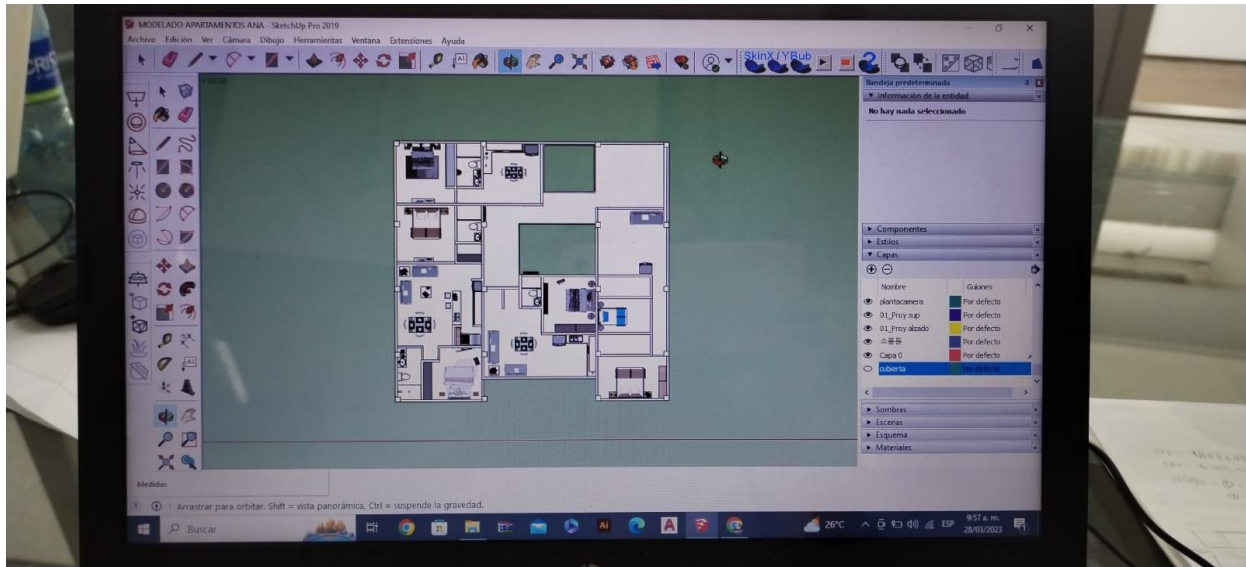 MODELADO APARTAMENTOS ANA - SketchUp Pro 2019
Archivo Edición Ver Cámara Dibujo Herramientas Ventana Extensiones Ayuda
SkinX / YBub
Planta
Bandeja predeterminada
Información de la entidad
No hay nada seleccionado
Componentes
Estilos
Capas
Nombre Guiones
plantacamera Por defecto
01_Proy sup Por defecto
01_Proy alzado Por defecto
Por defecto
Capa 0 Por defecto
cubierta Por defecto
Sombras
Escenas
Esquema
Materiales
Medidas
Arrastrar para orbitar. Shift = vista panorámica, Ctrl = suspende la gravedad.
Buscar
Ai
A
26°C
ESP
9:57 a. m.
28/03/2023